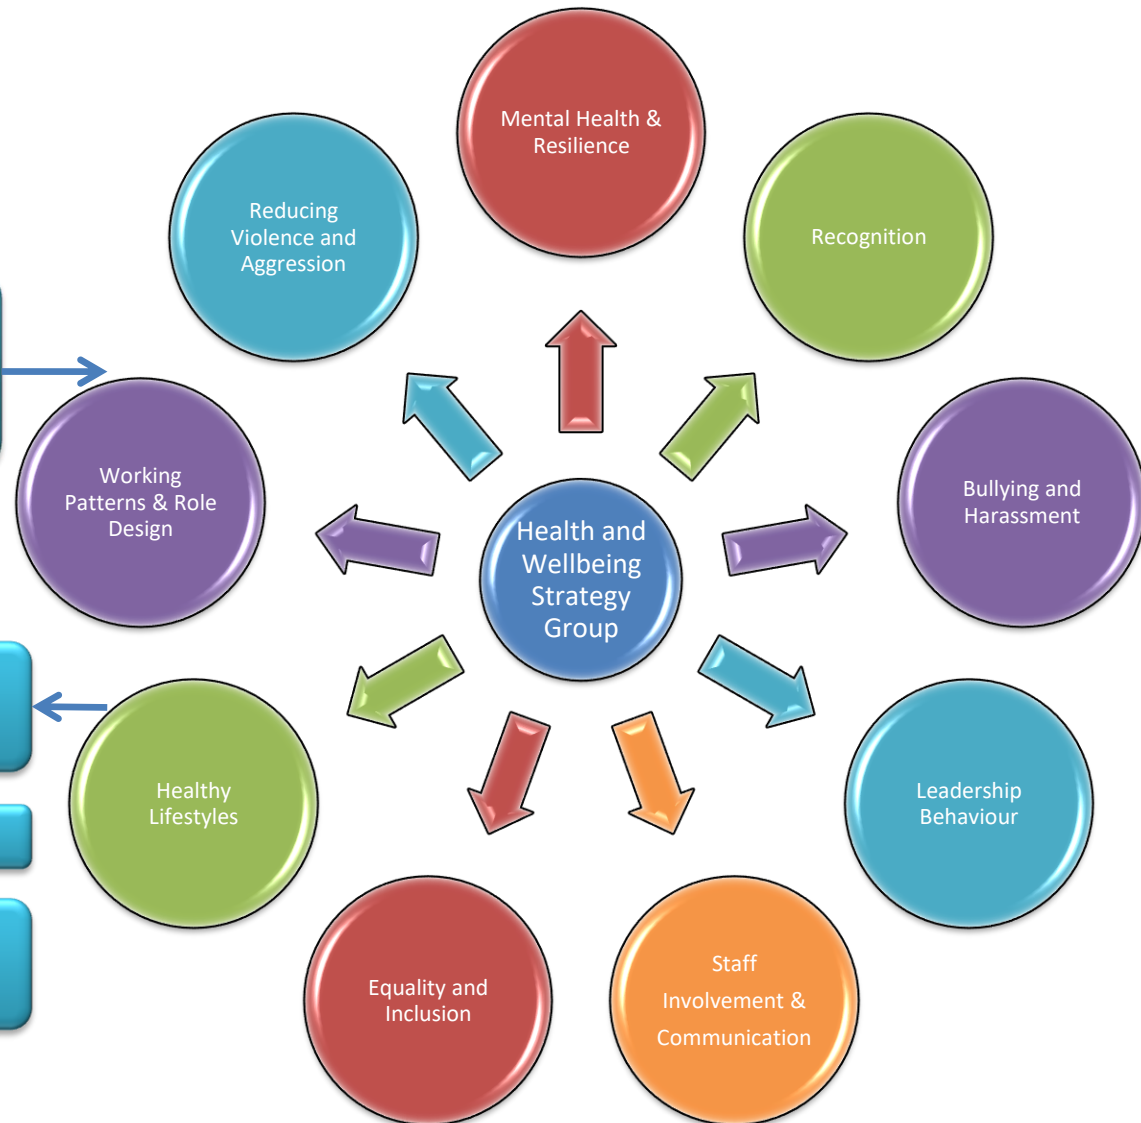 Mental Health &
Resilience
Recognition
Bullying and
Harassment
Leadership
Behaviour
Staff
Involvement &
Communication
Equality and
Inclusion
Healthy
Lifestyles
Working
Patterns & Role
Design
Reducing
Violence and
Aggression
Health and
Wellbeing
Strategy
Group